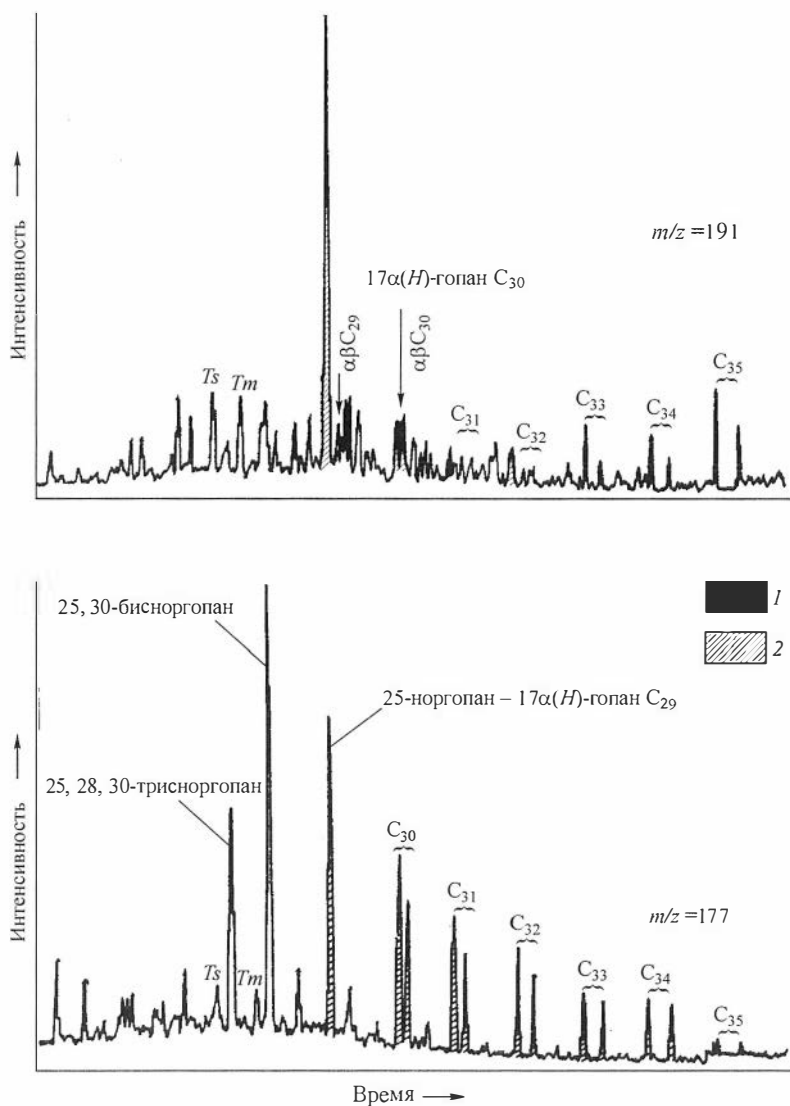 Интенсивность
m/z =191
17α(H)-гопан C₃₀
αβC₂₉
αβC₃₀
Ts
Tm
C₃₁
C₃₂
C₃₃
C₃₄
C₃₅
Интенсивность
25, 30-бисноргопан
1
2
25-норгопан – 17α(H)-гопан C₂₉
25, 28, 30-трисноргопан
C₃₀
C₃₁
C₃₂
m/z =177
Ts
Tm
C₃₃
C₃₄
C₃₅
Время